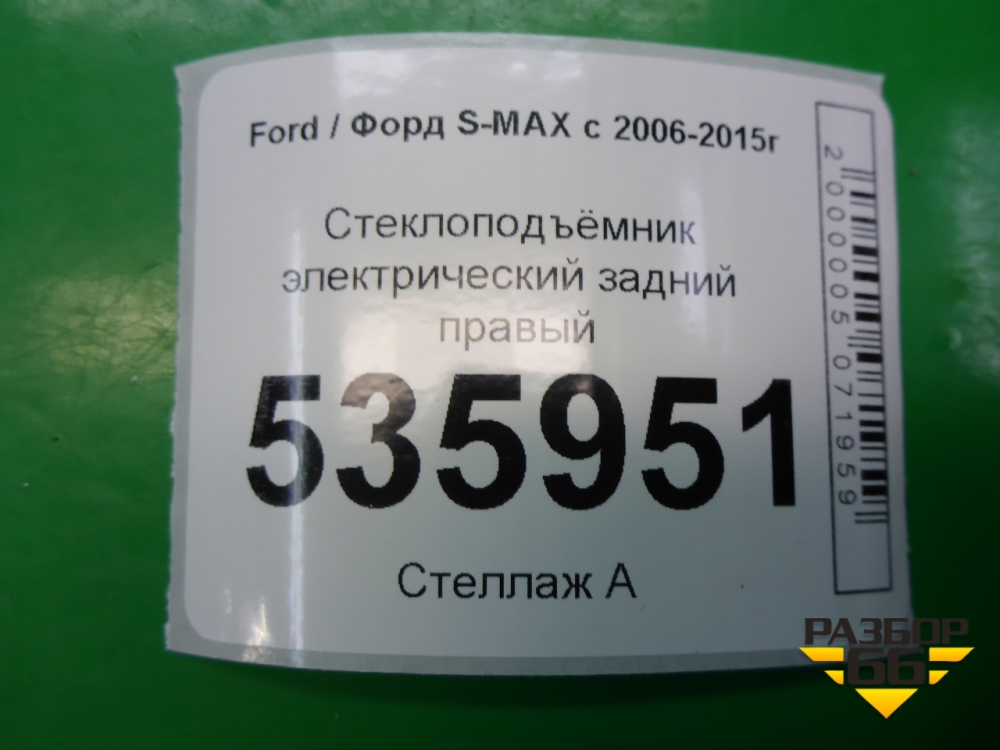 Ford / Форд S-MAX с 2006-2015г
Стеклоподъёмник
электрический задний
правый
535951
Стеллаж А
2000005071959
РАЗБОР
66